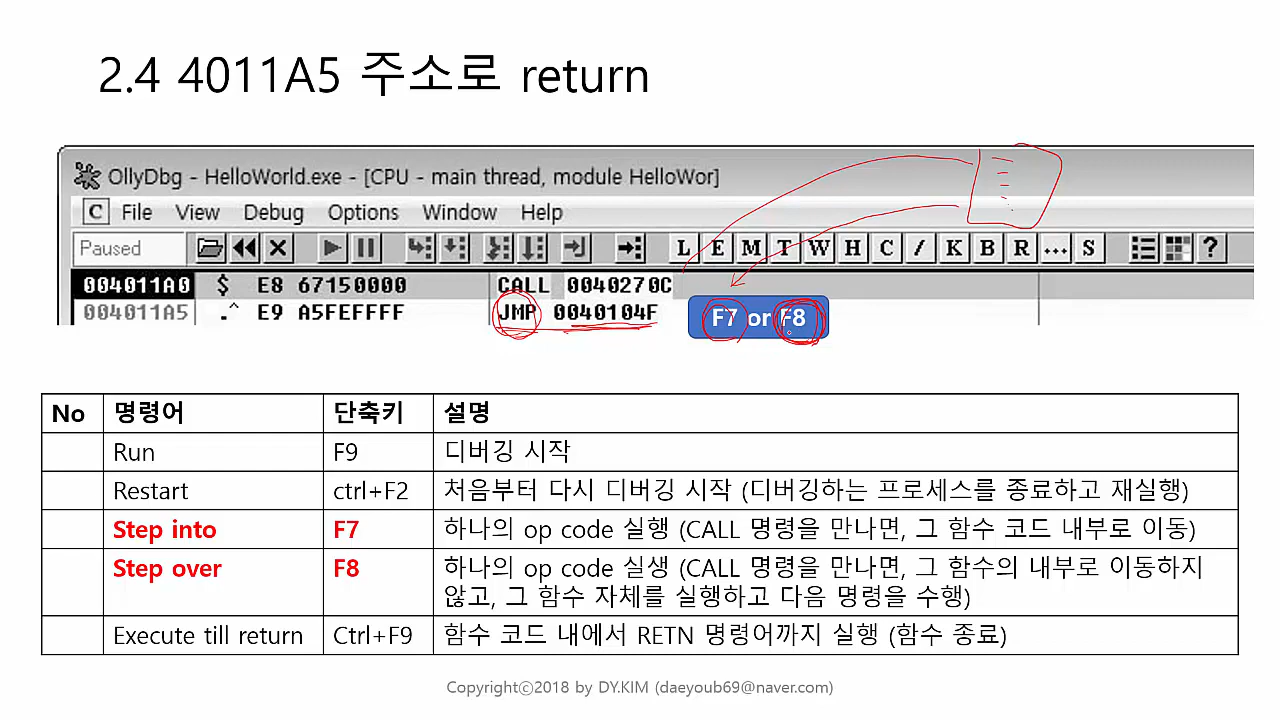 2.4 4011A5 주소로 return
OllyDbg - HelloWorld.exe - [CPU - main thread, module HelloWor]
C File View Debug Options Window Help
Paused L E M T W H C / K B R ... S ?
004011A0 $ E8 67150000 CALL 0040270C
004011A5 .^ E9 A5FEFFFF JMP 0040104F
F7 or F8
No 명령어 단축키 설명
Run F9 디버깅 시작
Restart ctrl+F2 처음부터 다시 디버깅 시작 (디버깅하는 프로세스를 종료하고 재실행)
Step into F7 하나의 op code 실행 (CALL 명령을 만나면, 그 함수 코드 내부로 이동)
Step over F8 하나의 op code 실생 (CALL 명령을 만나면, 그 함수의 내부로 이동하지
않고, 그 함수 자체를 실행하고 다음 명령을 수행)
Execute till return Ctrl+F9 함수 코드 내에서 RETN 명령어까지 실행 (함수 종료)
Copyrightⓒ2018 by DY.KIM (daeyoub69@naver.com)